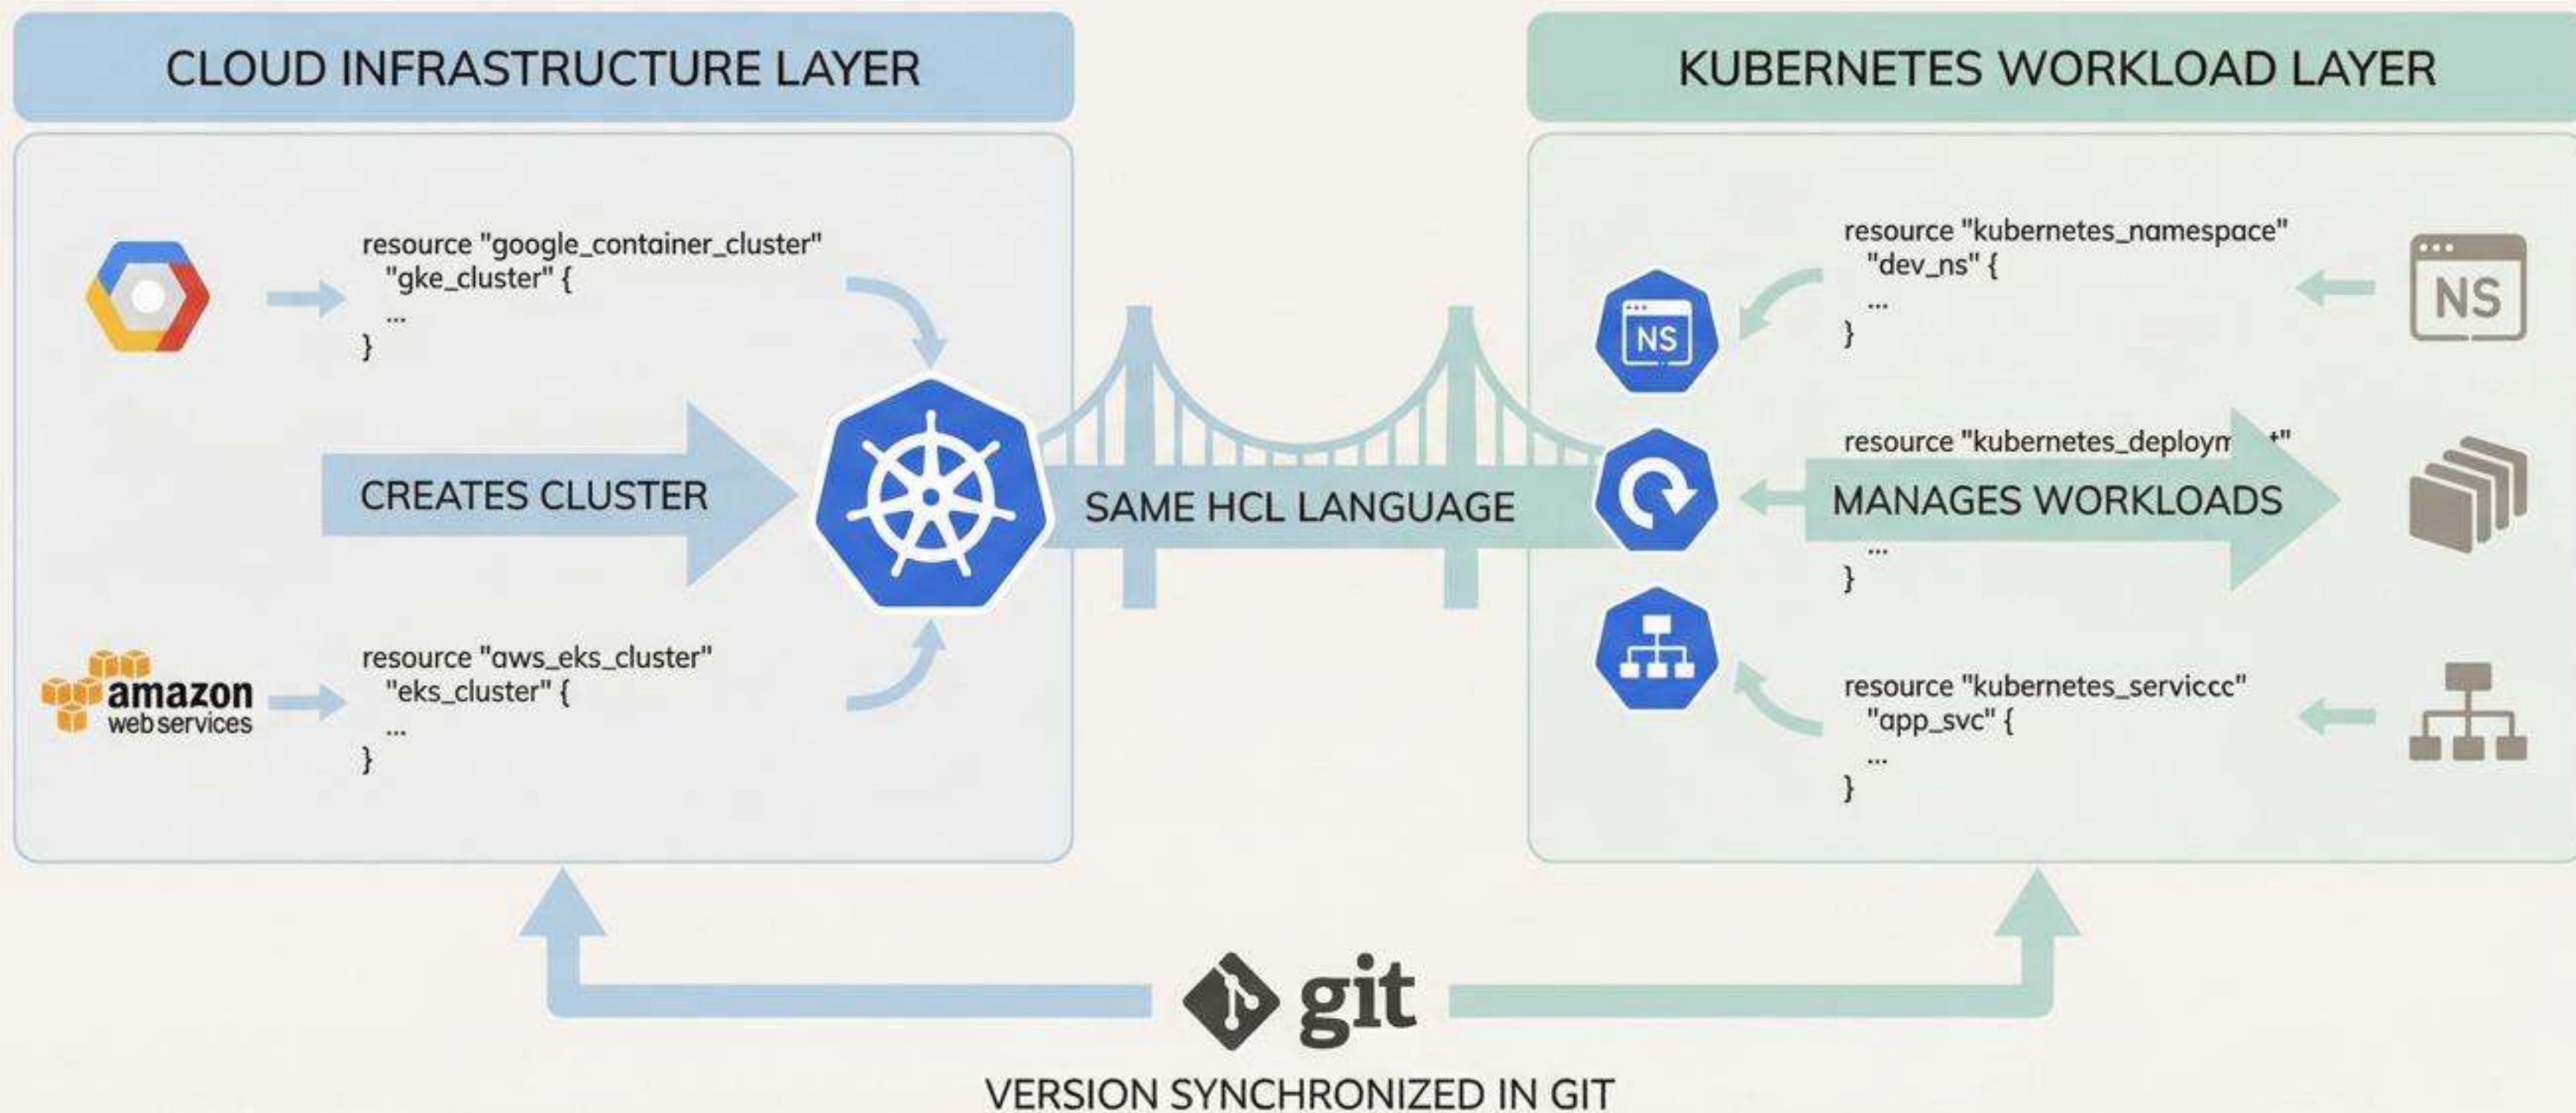 CLOUD INFRASTRUCTURE LAYER
resource "google_container_cluster"
"gke_cluster" {
...
}
CREATES CLUSTER
amazon
web services
resource "aws_eks_cluster"
"eks_cluster" {
...
}
SAME HCL LANGUAGE
KUBERNETES WORKLOAD LAYER
NS
resource "kubernetes_namespace"
"dev_ns" {
...
}
NS
resource
MANAGES WORKLOADS
...
}
resource "kubernetes_serviccc"
"app_svc" {
...
}
git
VERSION SYNCHRONIZED IN GIT